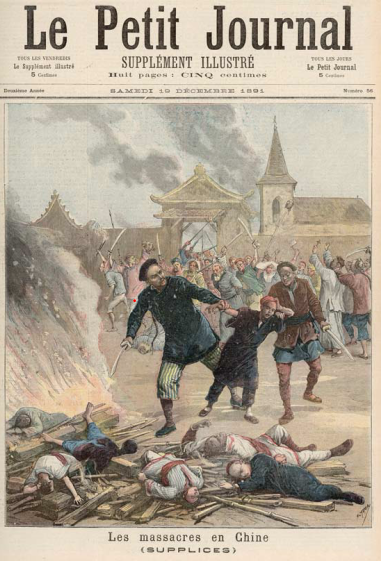 Le Petit Journal
TOUS LES VENDREDIS
Le Supplément illustré
5 Centimes
SUPPLÉMENT ILLUSTRÉ
Huit pages : CINQ centimes
TOUS LES JOURS
Le Petit Journal
5 Centimes
Deuxième Année
SAMEDI 19 DÉCEMBRE 1891
Numéro 56
Les massacres en Chine
(SUPPLICES)